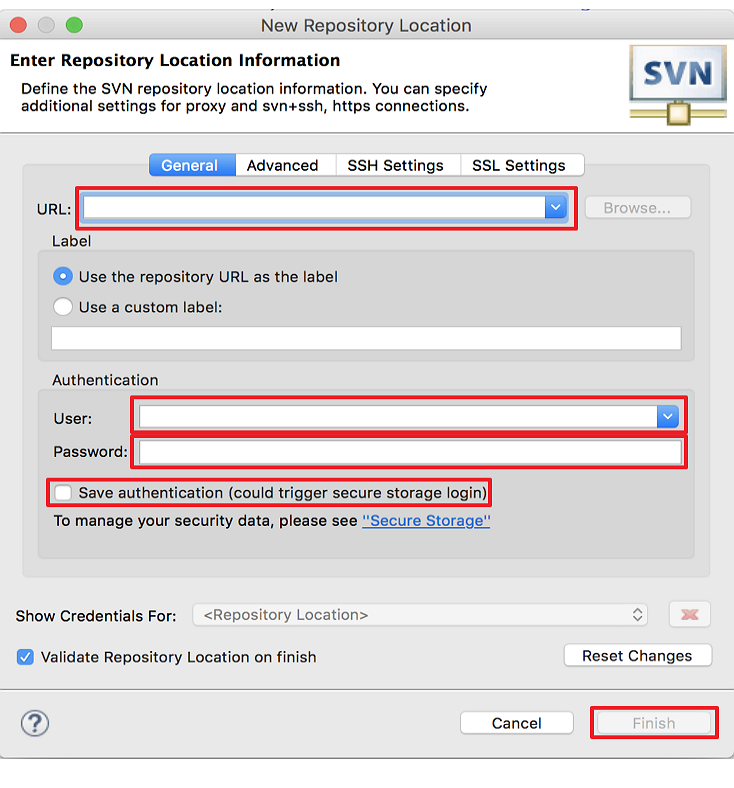 New Repository Location
Enter Repository Location Information
Define the SVN repository location information. You can specify
additional settings for proxy and svn+ssh, https connections.
SVN
General Advanced SSH Settings SSL Settings
URL: Browse...
Label
Use the repository URL as the label
Use a custom label:
Authentication
User:
Password:
Save authentication (could trigger secure storage login)
To manage your security data, please see "Secure Storage"
Show Credentials For: <Repository Location>
Validate Repository Location on finish Reset Changes
? Cancel Finish